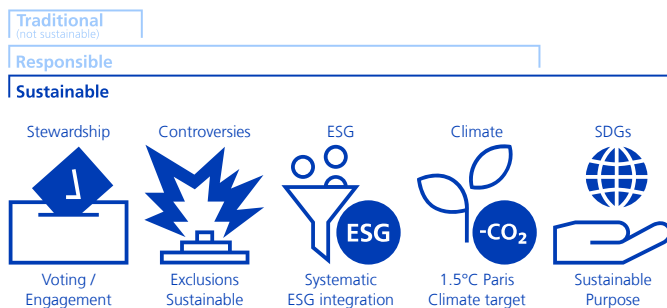 Traditional
(not sustainable)
Responsible
Sustainable
Stewardship Controversies ESG Climate SDGs
ESG -CO₂
Voting / Exclusions Systematic 1.5°C Paris Sustainable
Engagement Sustainable ESG integration Climate target Purpose